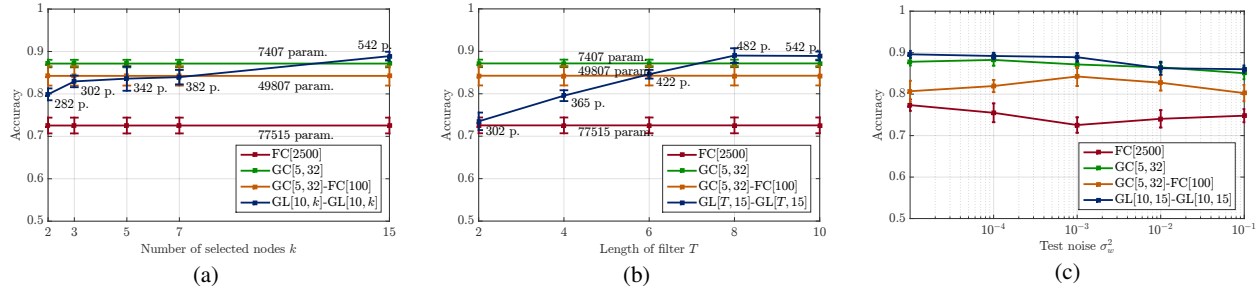 1
0.9
0.8
0.7
0.6
0.5
Accuracy
7407 param.
49807 param.
77515 param.
282 p.
302 p.
342 p.
382 p.
542 p.
FC[2500]
GC[5, 32]
GC[5, 32]-FC[100]
GL[10, k]-GL[10, k]
2 3 5 7 15
Number of selected nodes k
(a)
1
0.9
0.8
0.7
0.6
0.5
Accuracy
482 p.
542 p.
7407 param.
49807 param.
422 p.
365 p.
302 p.
77515 param.
FC[2500]
GC[5, 32]
GC[5, 32]-FC[100]
GL[T, 15]-GL[T, 15]
2 4 6 8 10
Length of filter T
(b)
1
0.9
0.8
0.7
0.6
0.5
Accuracy
FC[2500]
GC[5, 32]
GC[5, 32]-FC[100]
GL[10, 15]-GL[10, 15]
10⁻⁴ 10⁻³ 10⁻² 10⁻¹
Test noise σ²_w
(c)